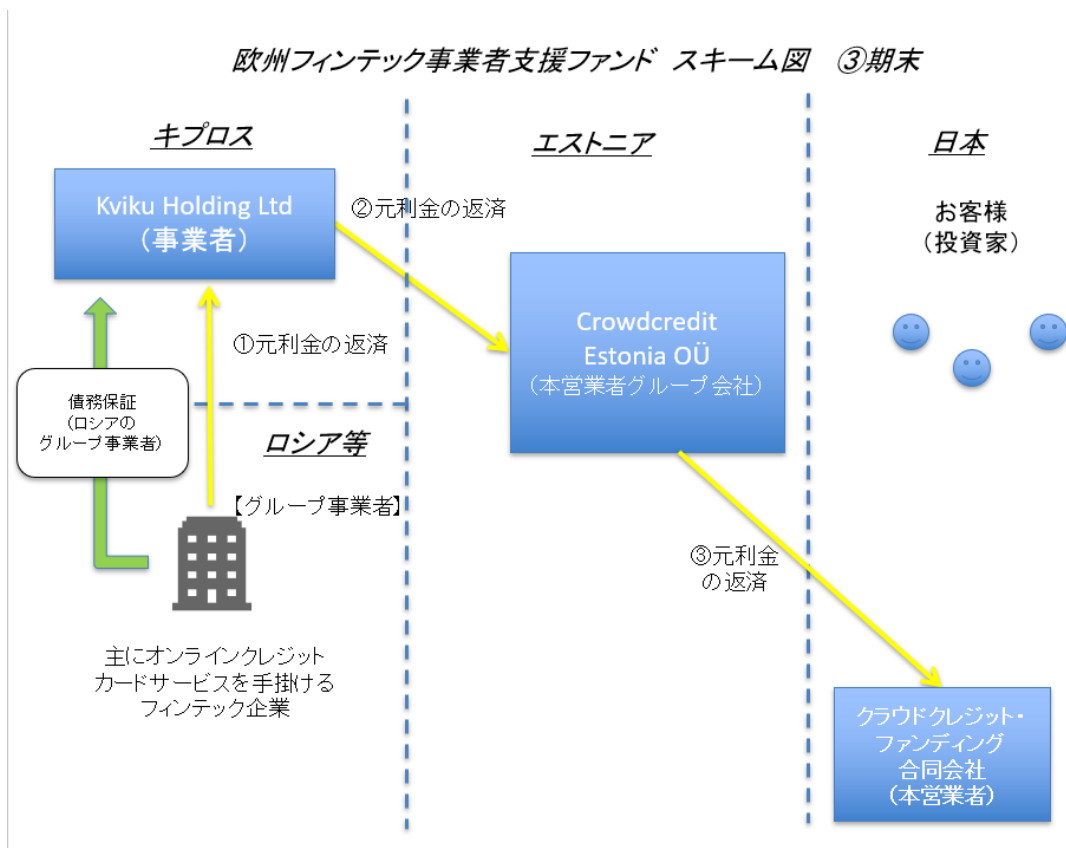 欧州フィンテック事業者支援ファンド スキーム図 ③期末
キプロス
エストニア
日本
Kviku Holding Ltd
（事業者）
②元利金の返済
お客様
（投資家）
Crowdcredit
Estonia OÜ
（本営業者グループ会社）
①元利金の返済
債務保証
(ロシアの
グループ事業者)
ロシア等
【グループ事業者】
③元利金
の返済
主にオンラインクレジット
カードサービスを手掛ける
フィンテック企業
クラウドクレジット・
ファンディング
合同会社
（本営業者）